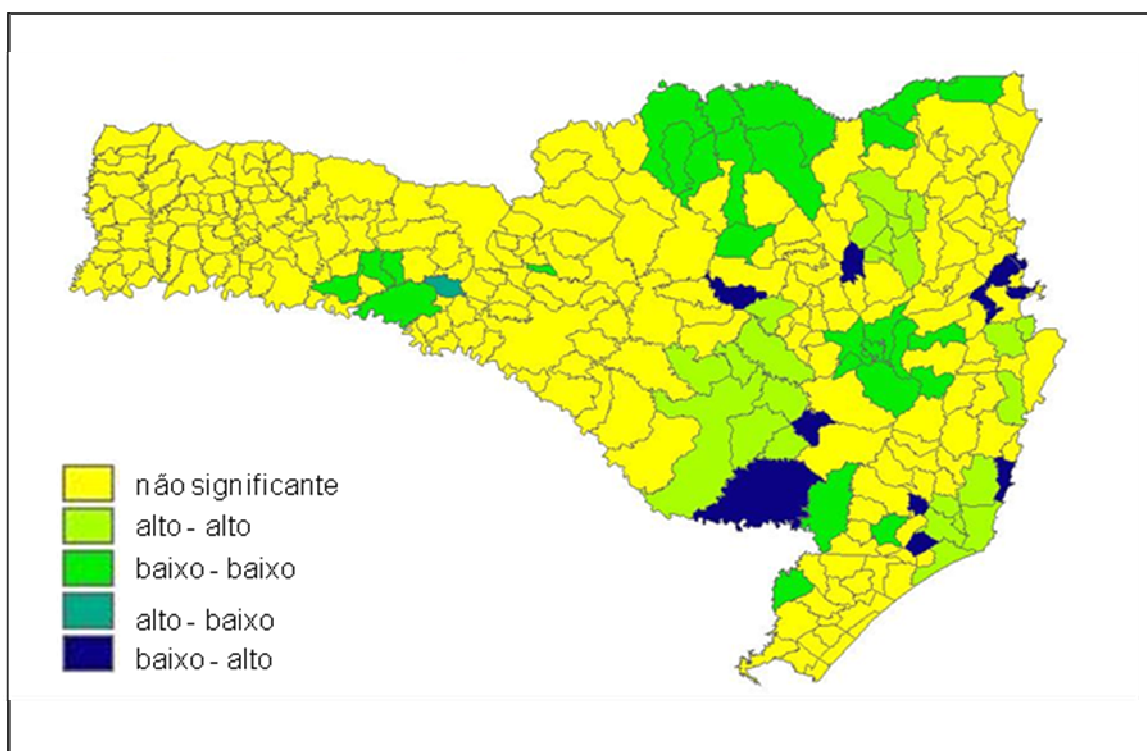 não significante
alto - alto
baixo - baixo
alto - baixo
baixo - alto